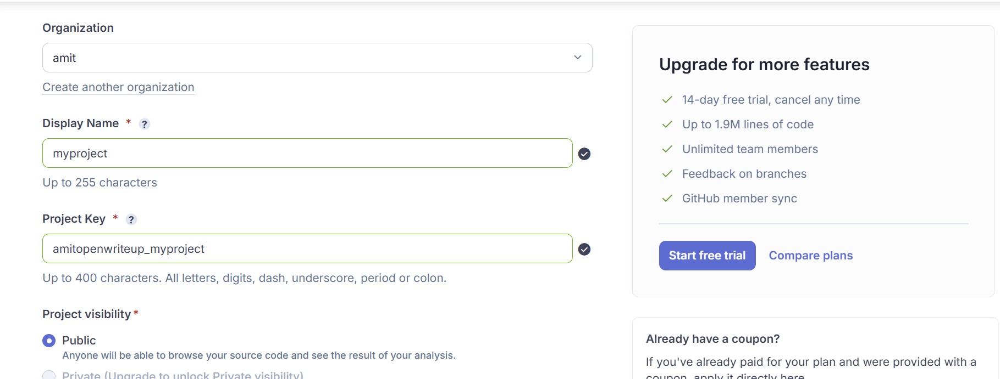 Organization
amit
Create another organization
Display Name * ?
myproject
Up to 255 characters
Project Key * ?
amitopenwriteup_myproject
Up to 400 characters. All letters, digits, dash, underscore, period or colon.
Project visibility*
Public
Anyone will be able to browse your source code and see the result of your analysis.
Private (Upgrade to unlock Private visibility)
Upgrade for more features
14-day free trial, cancel any time
Up to 1.9M lines of code
Unlimited team members
Feedback on branches
GitHub member sync
Start free trial
Compare plans
Already have a coupon?
If you've already paid for your plan and were provided with a
coupon, apply it directly here